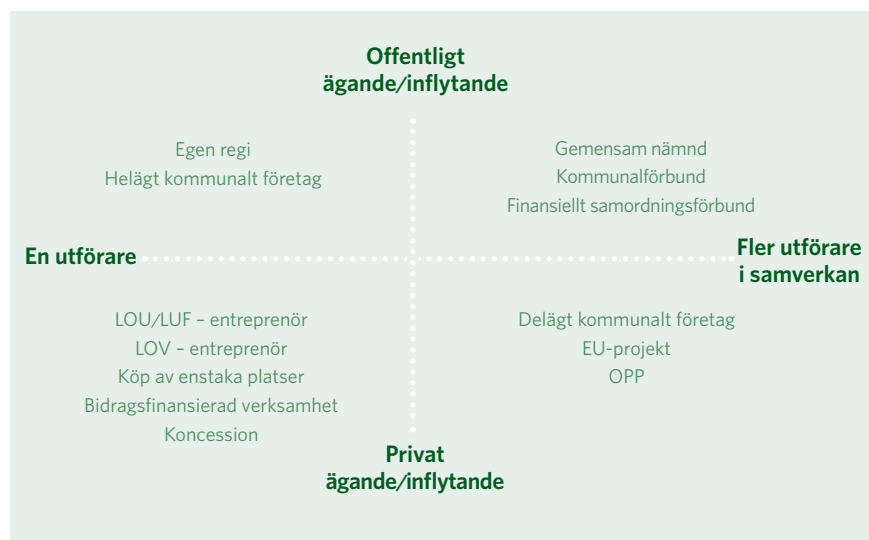 Offentligt
ägande/inflytande
Egen regi
Helägt kommunalt företag
Gemensam nämnd
Kommunalförbund
Finansiellt samordningsförbund
En utförare
Fler utförare
i samverkan
LOU/LUF – entreprenör
LOV – entreprenör
Köp av enstaka platser
Bidragsfinansierad verksamhet
Koncession
Delägt kommunalt företag
EU-projekt
OPP
Privat
ägande/inflytande